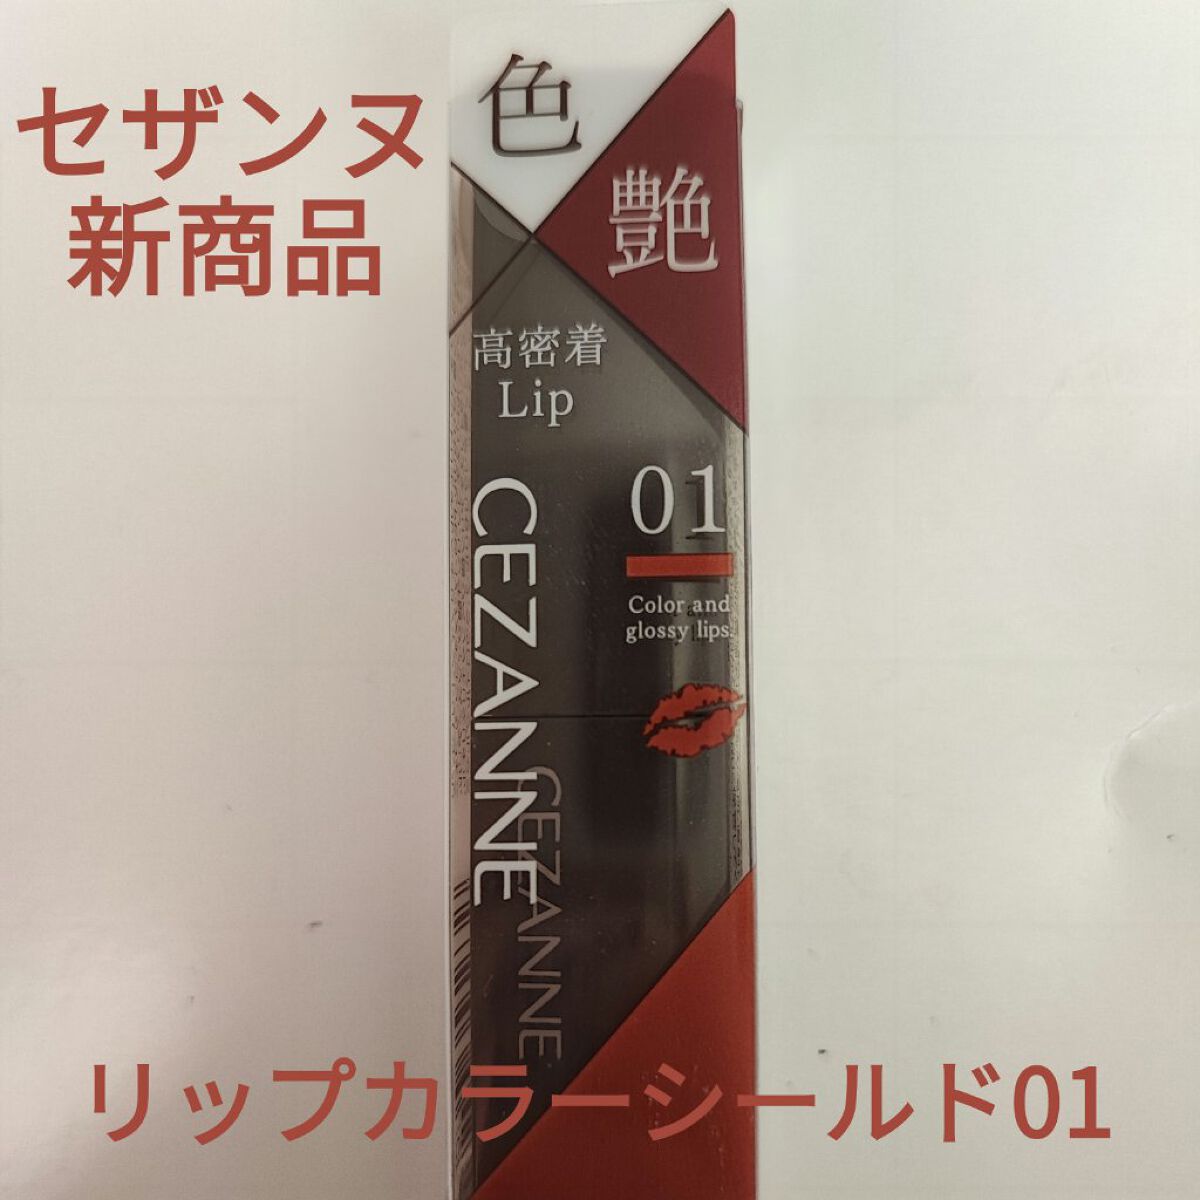 セザンヌ
新商品
色
艶
高密着
Lip
01
Color and
glossy lips.
CEZANNE
CEZANNE
リップカラーシールド01